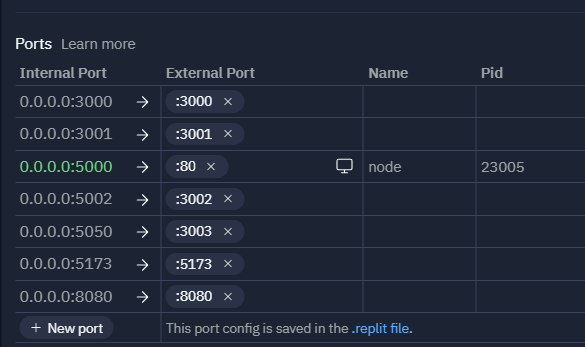 Ports Learn more
Internal Port External Port Name Pid
0.0.0.0:3000 → :3000 ×
0.0.0.0:3001 → :3001 ×
0.0.0.0:5000 → :80 × node 23005
0.0.0.0:5002 → :3002 ×
0.0.0.0:5050 → :3003 ×
0.0.0.0:5173 → :5173 ×
0.0.0.0:8080 → :8080 ×
+ New port This port config is saved in the .replit file.